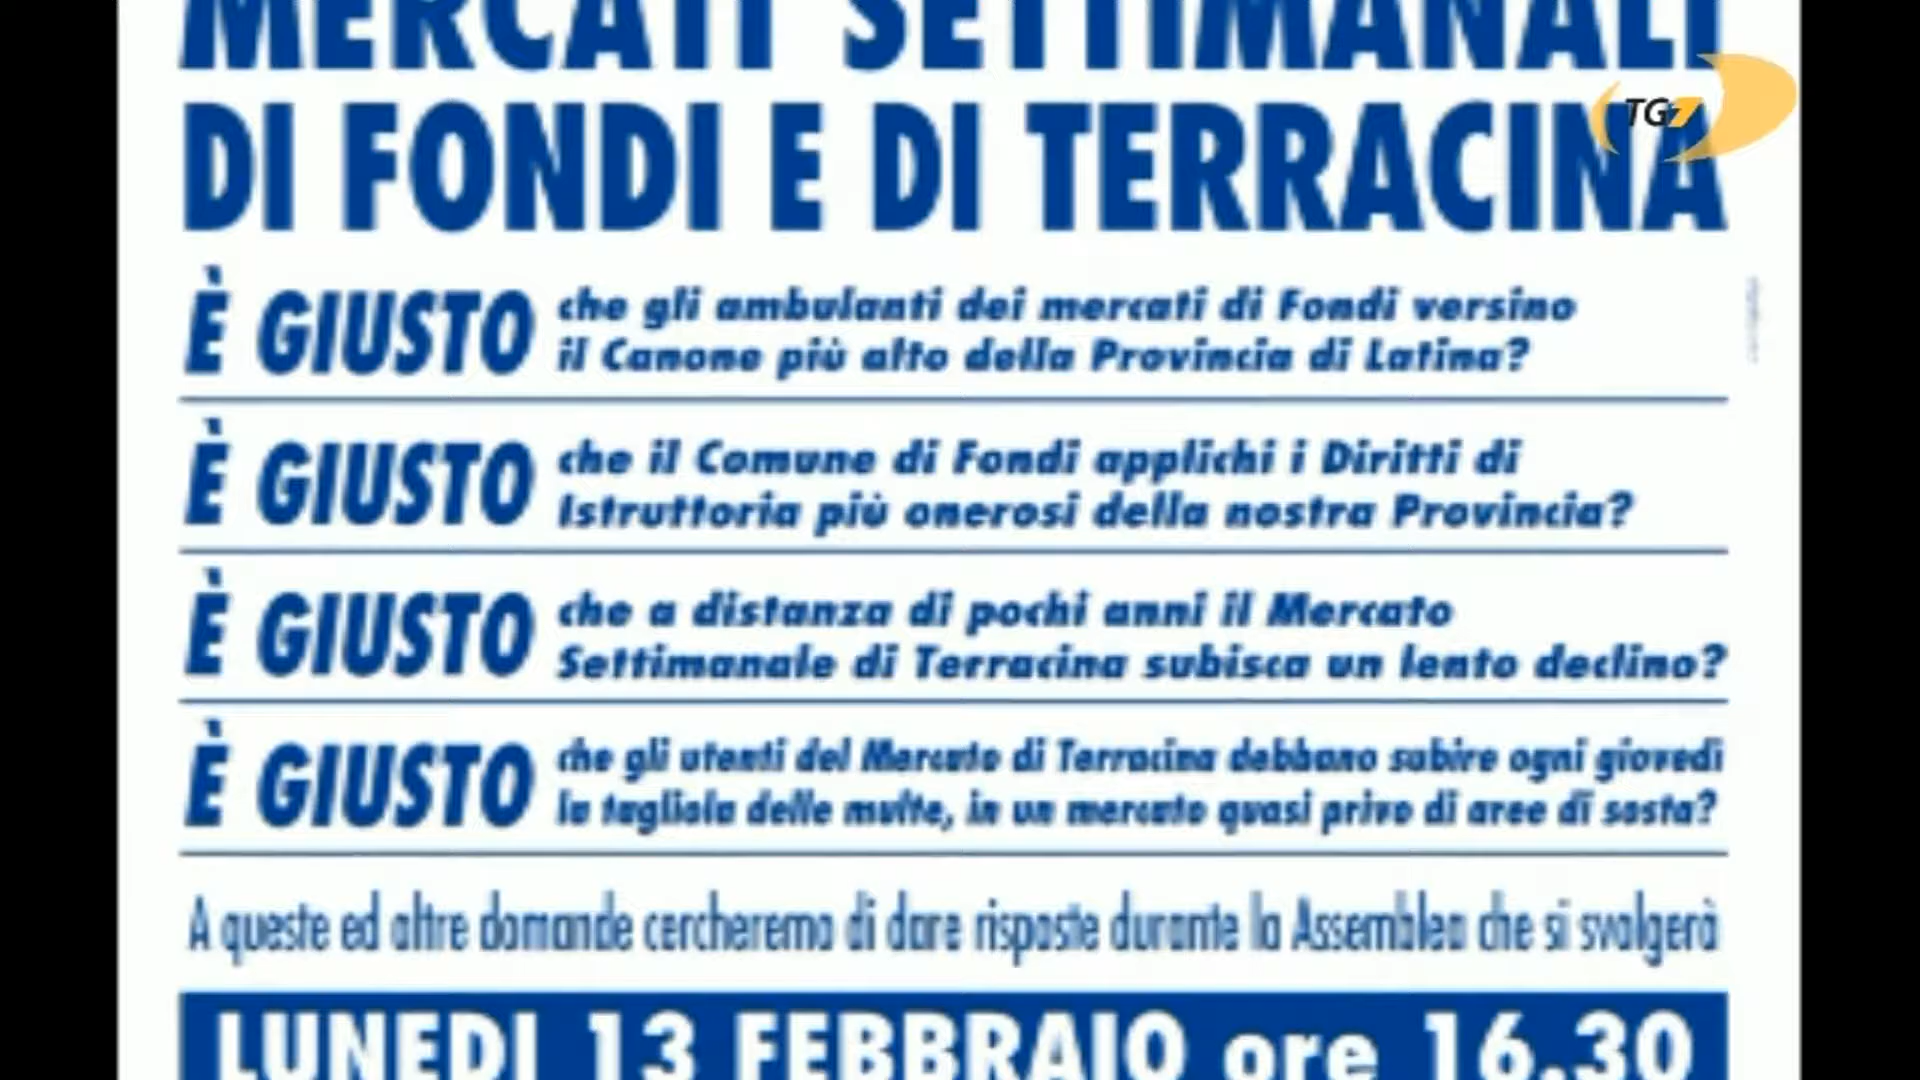 MERCATI SETTIMANALI
TG7
DI FONDI E DI TERRACINA
È GIUSTO che gli ambulanti dei mercati di Fondi versino
il Canone più alto della Provincia di Latina?
È GIUSTO che il Comune di Fondi applichi i Diritti di
Istruttoria più onerosi della nostra Provincia?
È GIUSTO che a distanza di pochi anni il Mercato
Settimanale di Terracina subisca un lento declino?
È GIUSTO che gli utenti del Mercato di Terracina debbano subire ogni giovedì
la tagliola delle multe, in un mercato quasi privo di aree di sosta?
A queste ed altre domande cercheremo di dare risposte durante la Assemblea che si svolgerà
LUNEDI 13 FEBBRAIO ore 16.30